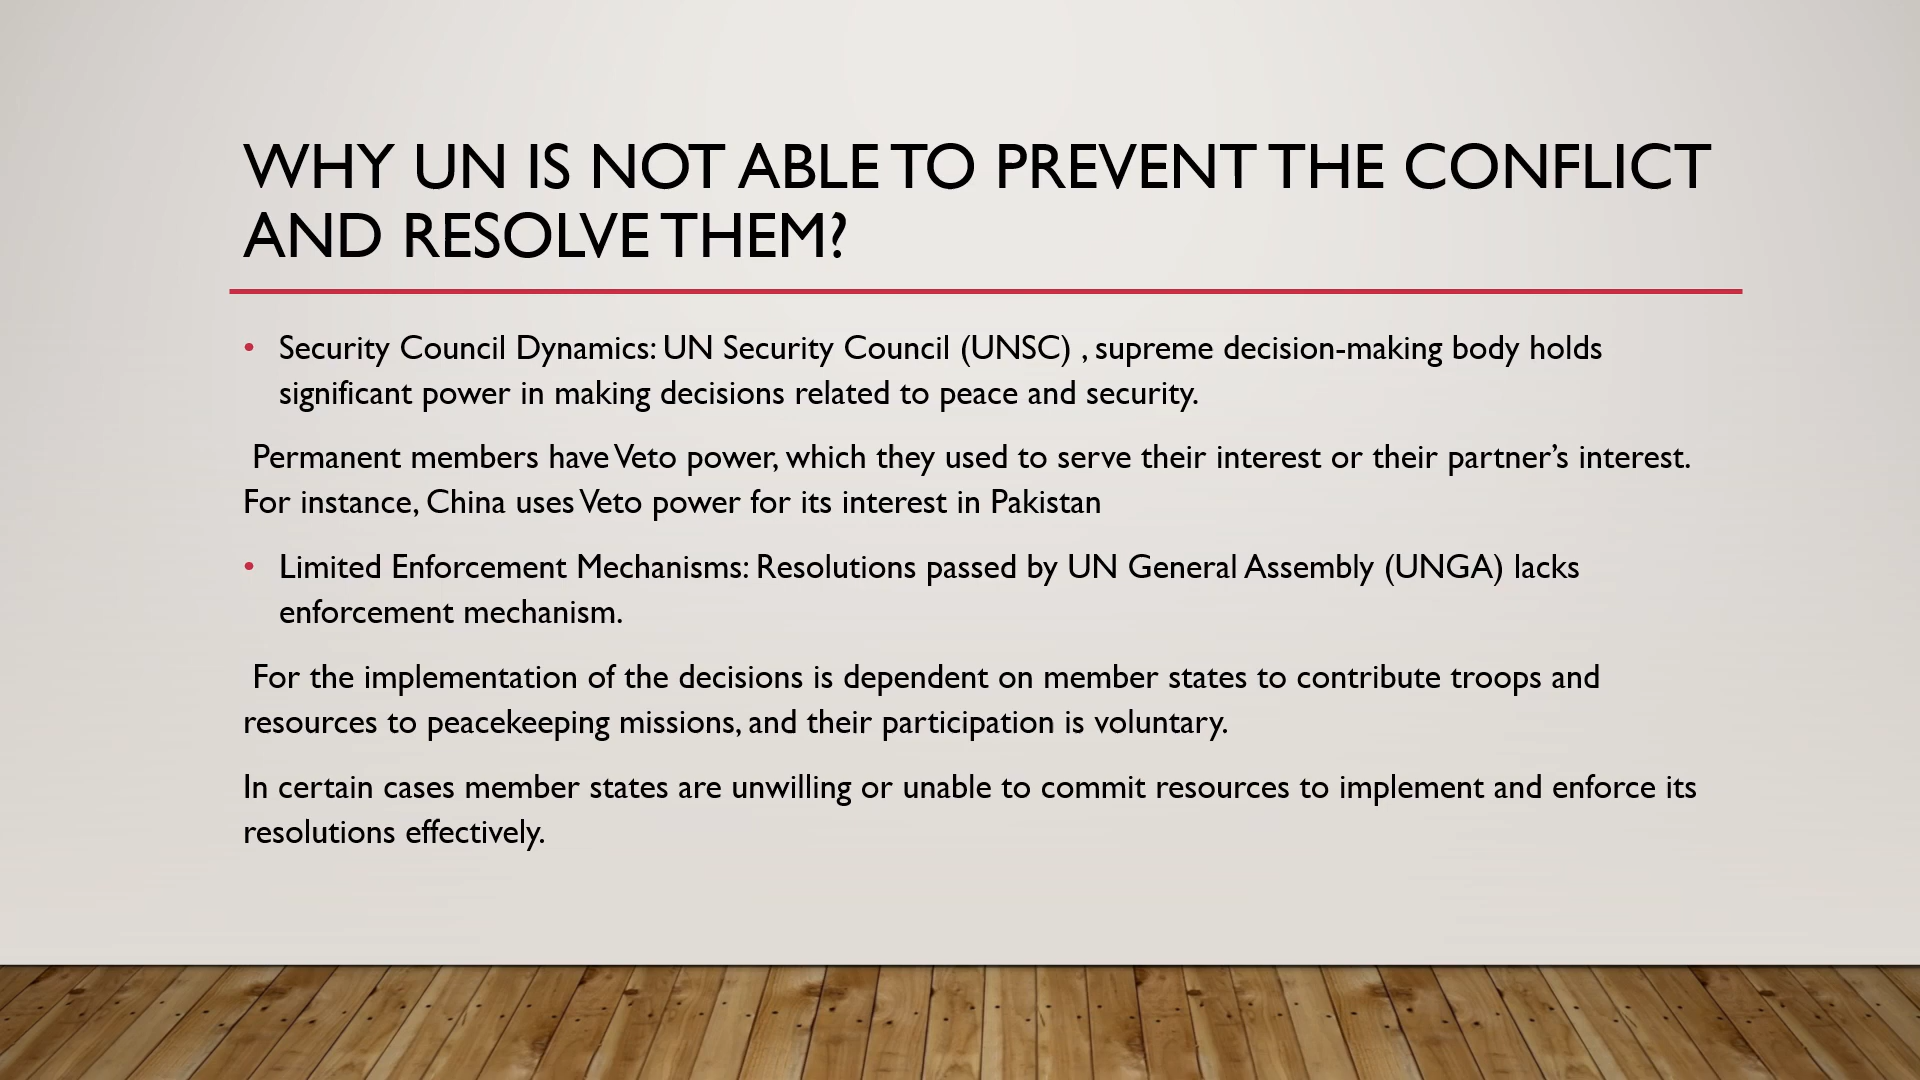 WHY UN IS NOT ABLE TO PREVENT THE CONFLICT
AND RESOLVE THEM?
• Security Council Dynamics: UN Security Council (UNSC) , supreme decision-making body holds
significant power in making decisions related to peace and security.
Permanent members have Veto power, which they used to serve their interest or their partner’s interest.
For instance, China uses Veto power for its interest in Pakistan
• Limited Enforcement Mechanisms: Resolutions passed by UN General Assembly (UNGA) lacks
enforcement mechanism.
For the implementation of the decisions is dependent on member states to contribute troops and
resources to peacekeeping missions, and their participation is voluntary.
In certain cases member states are unwilling or unable to commit resources to implement and enforce its
resolutions effectively.